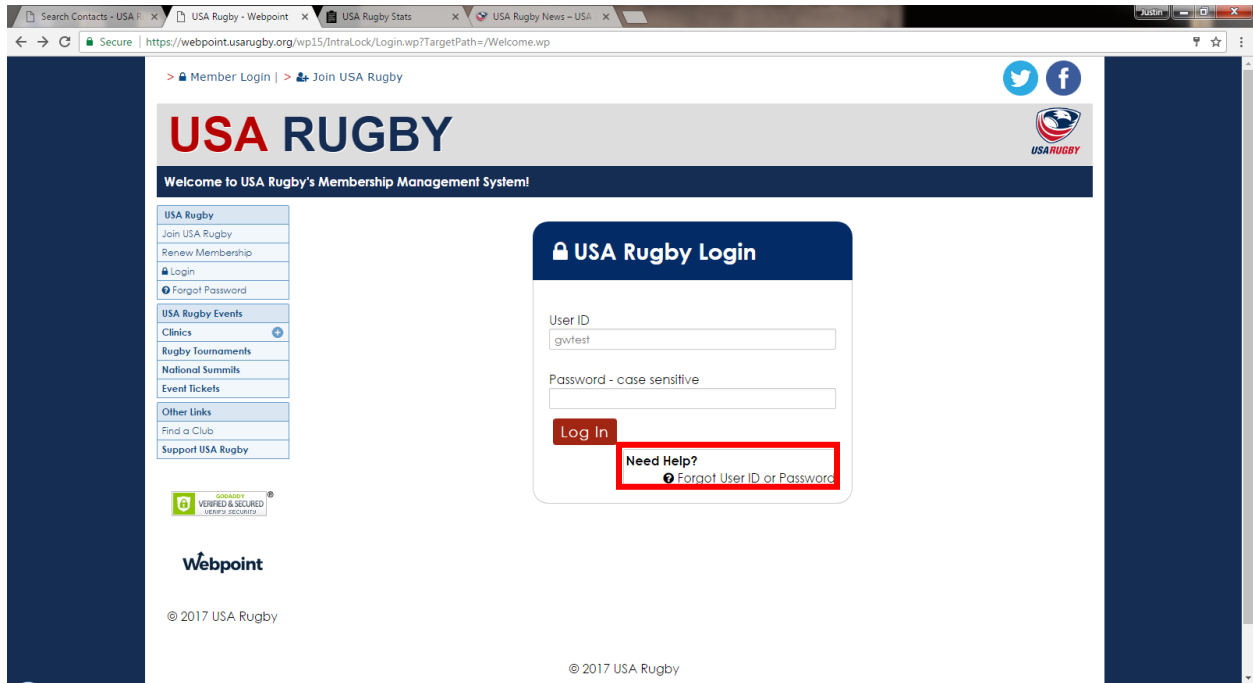 Search Contacts - USA R
USA Rugby - Webpoint
USA Rugby Stats
USA Rugby News – USA
Justin
Secure | https://webpoint.usarugby.org/wp15/IntraLock/Login.wp?TargetPath=/Welcome.wp
> Member Login | > Join USA Rugby
USA RUGBY
USARUGBY
Welcome to USA Rugby's Membership Management System!
USA Rugby
Join USA Rugby
Renew Membership
Login
Forgot Password
USA Rugby Events
Clinics
Rugby Tournaments
National Summits
Event Tickets
Other Links
Find a Club
Support USA Rugby
GODADDY
VERIFIED & SECURED
VERIFY SECURITY
®
Webpoint
© 2017 USA Rugby
USA Rugby Login
User ID
gwtest
Password - case sensitive
Log In
Need Help?
Forgot User ID or Password
© 2017 USA Rugby